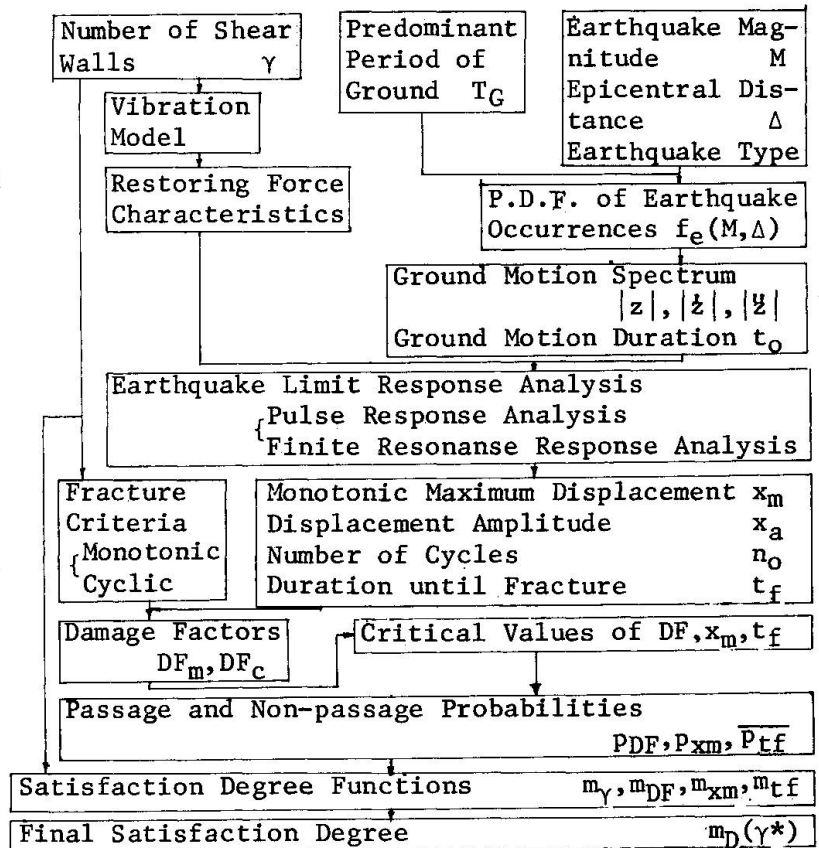 Number of Shear
Walls γ
Predominant
Period of
Ground T_G
Earthquake Mag-
nitude M
Epicentral Dis-
tance Δ
Earthquake Type
Vibration
Model
Restoring Force
Characteristics
P.D.F. of Earthquake
Occurrences f_e(M,Δ)
Ground Motion Spectrum
|z|,|ż|,|z̈|
Ground Motion Duration t_o
Earthquake Limit Response Analysis
{Pulse Response Analysis
Finite Resonanse Response Analysis
Fracture
Criteria
{Monotonic
Cyclic
Monotonic Maximum Displacement x_m
Displacement Amplitude x_a
Number of Cycles n_o
Duration until Fracture t_f
Damage Factors
DF_m,DF_c
Critical Values of DF,x_m,t_f
Passage and Non-passage Probabilities
p_DF,p_xm,p̅_t̅f̅
Satisfaction Degree Functions m_γ,m_DF,m_xm,m_tf
Final Satisfaction Degree m_D(γ*)